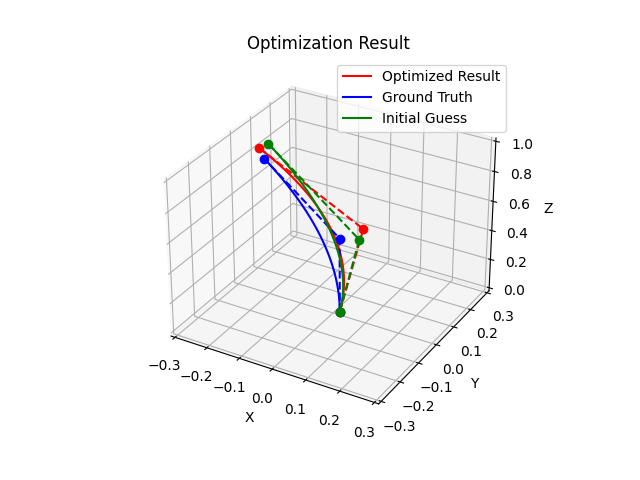 Optimization Result
Optimized Result
Ground Truth
Initial Guess
1.0
0.8
0.6
0.4
0.2
0.0
Z
0.3
0.2
0.1
0.0
−0.1
−0.2
−0.3
Y
−0.3
−0.2
−0.1
0.0
0.1
0.2
0.3
X